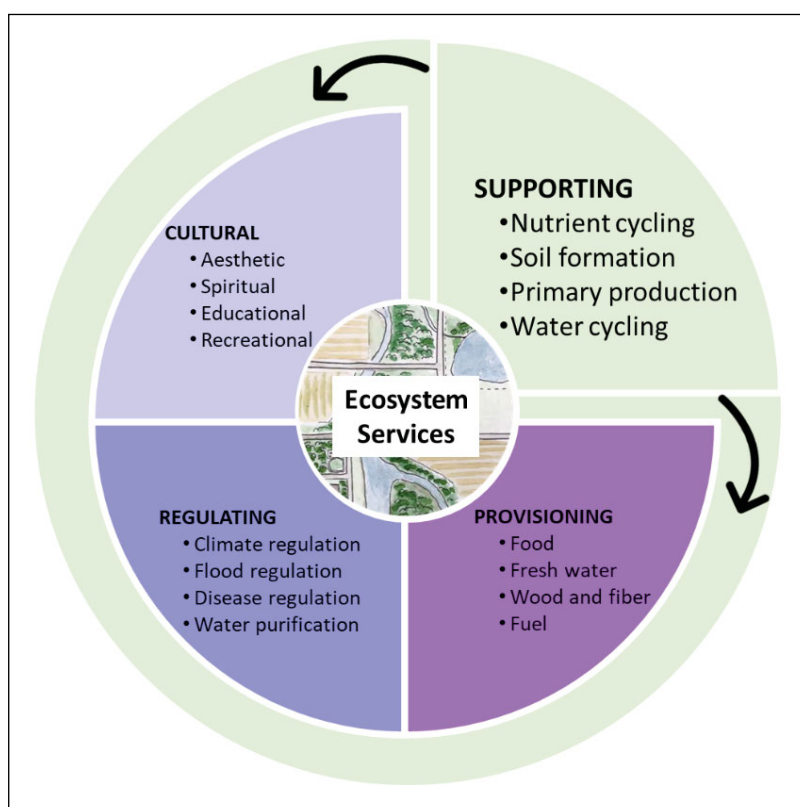 SUPPORTING
•Nutrient cycling
•Soil formation
•Primary production
•Water cycling
CULTURAL
• Aesthetic
• Spiritual
• Educational
• Recreational
Ecosystem
Services
REGULATING
• Climate regulation
• Flood regulation
• Disease regulation
• Water purification
PROVISIONING
• Food
• Fresh water
• Wood and fiber
• Fuel